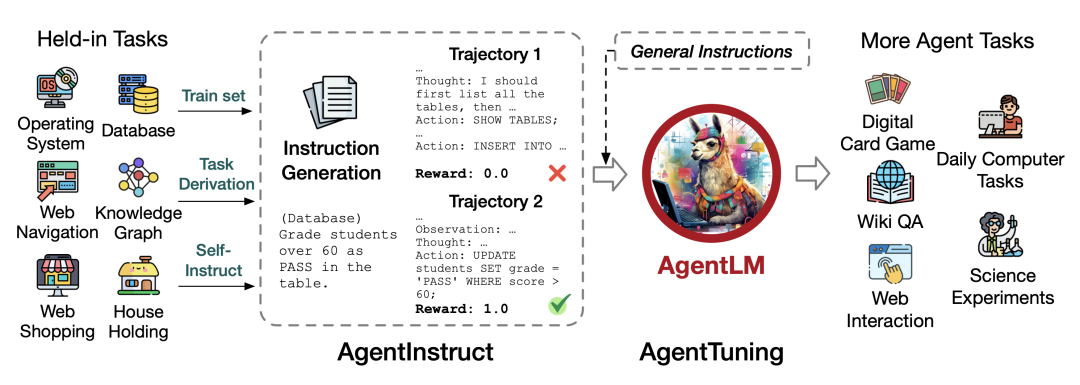 Held-in Tasks
OS
Operating
System
Database
Web
Navigation
Knowledge
Graph
Web
Shopping
House
Holding
Train set
Task
Derivation
Self-
Instruct
Instruction
Generation
(Database)
Grade students
over 60 as
PASS in the
table.
Trajectory 1
…
Thought: I should
first list all the
tables, then …
Action: SHOW TABLES;
…
Action: INSERT INTO …
Reward: 0.0
Trajectory 2
…
Observation: …
Thought: …
Action: UPDATE
students SET grade =
'PASS' WHERE score >
60;
Reward: 1.0
AgentInstruct
General Instructions
AgentLM
AgentTuning
More Agent Tasks
Digital
Card Game
Daily Computer
Tasks
Wiki QA
Web
Interaction
Science
Experiments